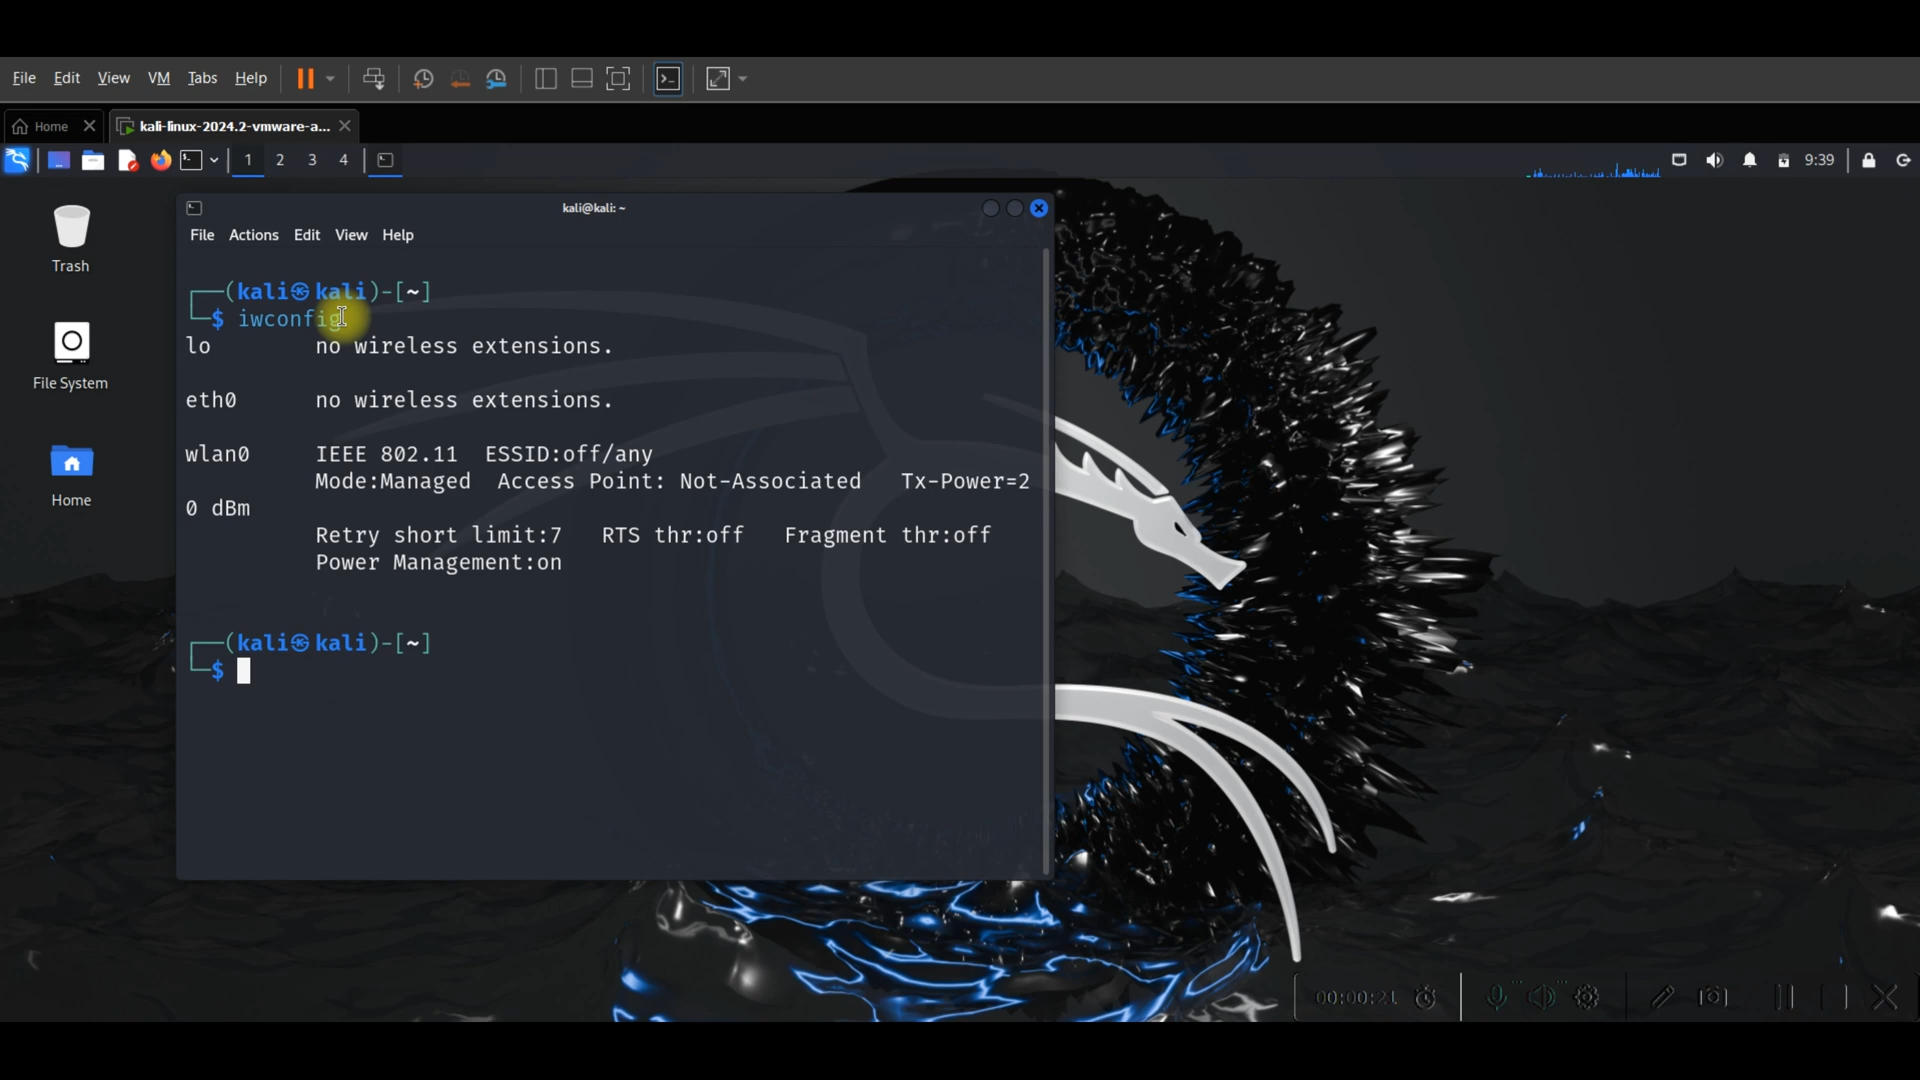 File Edit View VM Tabs Help
Home
kali-linux-2024.2-vmware-a...
1 2 3 4
9:39
Trash
File System
Home
kali@kali: ~
File Actions Edit View Help
┌──(kali㉿kali)-[~]
└─$ iwconfig
lo        no wireless extensions.
eth0      no wireless extensions.
wlan0     IEEE 802.11  ESSID:off/any
Mode:Managed  Access Point: Not-Associated   Tx-Power=2
0 dBm
Retry short limit:7   RTS thr:off   Fragment thr:off
Power Management:on
┌──(kali㉿kali)-[~]
└─$
00:00:21